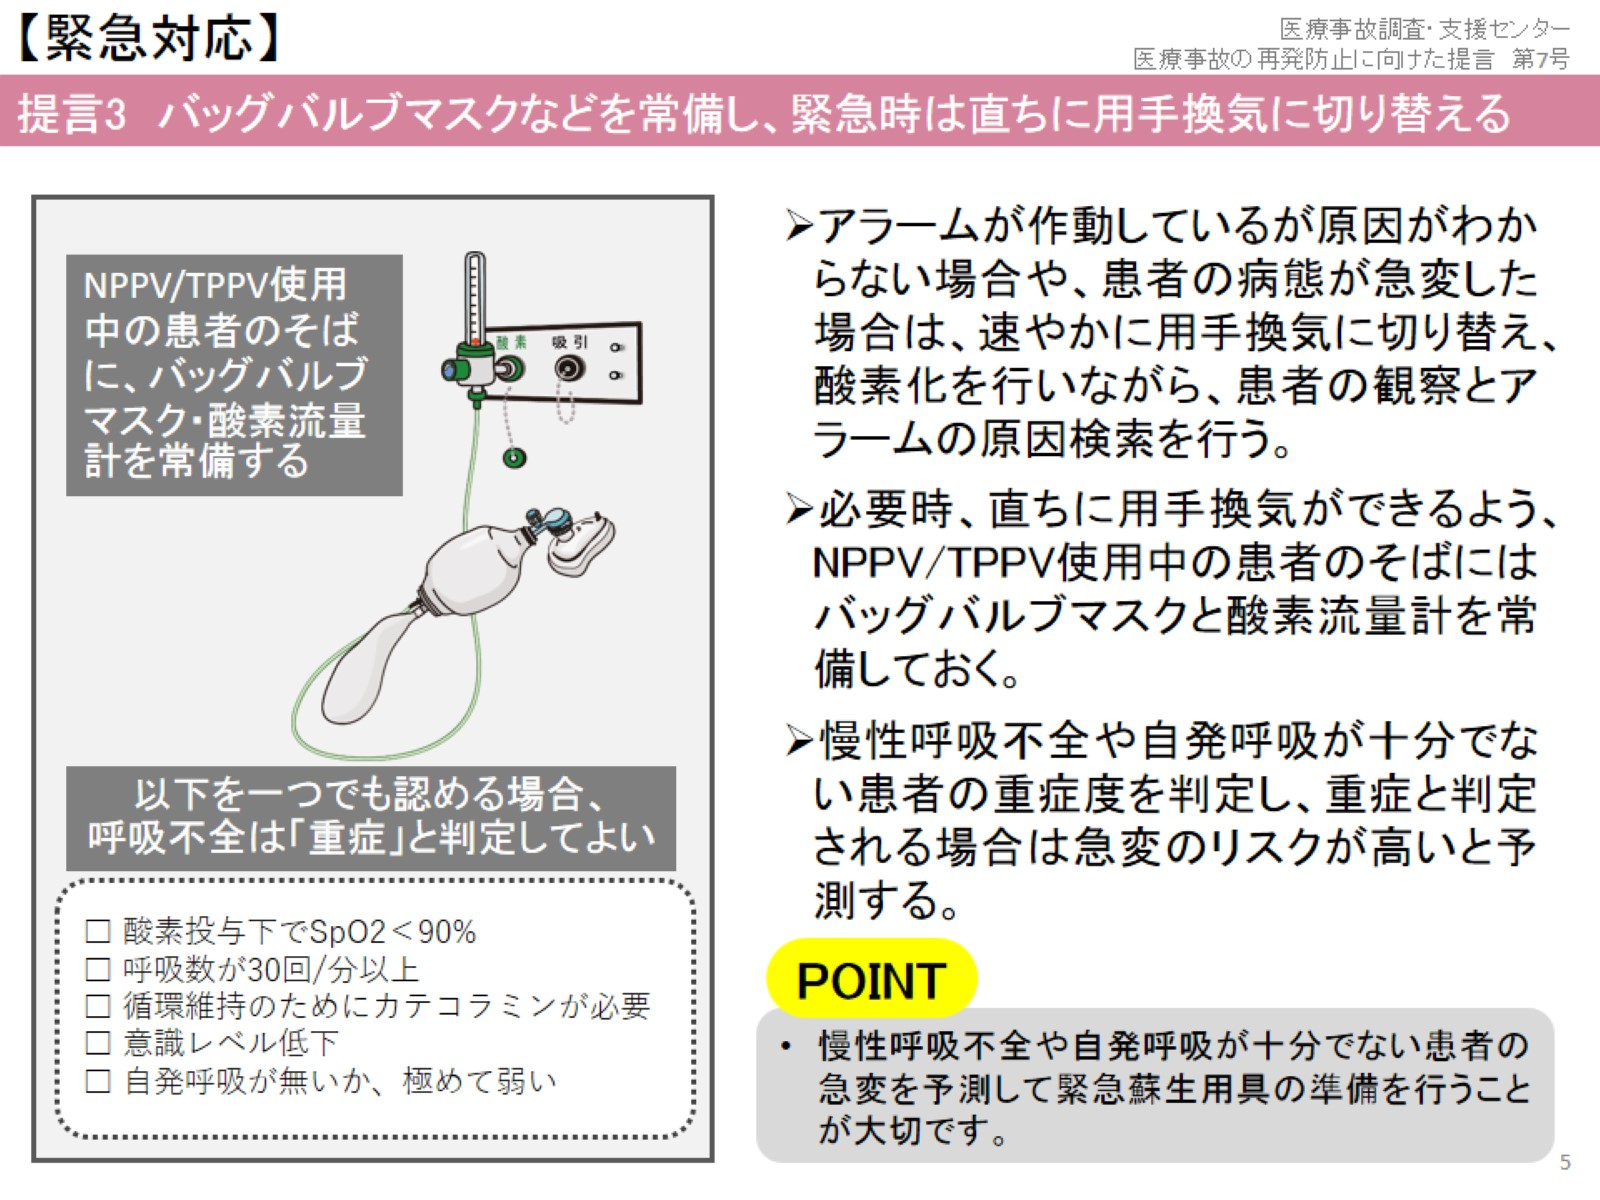 【緊急対応】
医療事故調査・支援センター
医療事故の再発防止に向けた提言 第7号
提言3 バッグバルブマスクなどを常備し、緊急時は直ちに用手換気に切り替える
NPPV/TPPV使用
中の患者のそば
に、バッグバルブ
マスク・酸素流量
計を常備する
酸素 吸引
以下を一つでも認める場合、
呼吸不全は「重症」と判定してよい
□ 酸素投与下でSpO2＜90%
□ 呼吸数が30回/分以上
□ 循環維持のためにカテコラミンが必要
□ 意識レベル低下
□ 自発呼吸が無いか、極めて弱い
➢アラームが作動しているが原因がわか
らない場合や、患者の病態が急変した
場合は、速やかに用手換気に切り替え、
酸素化を行いながら、患者の観察とア
ラームの原因検索を行う。
➢必要時、直ちに用手換気ができるよう、
NPPV/TPPV使用中の患者のそばには
バッグバルブマスクと酸素流量計を常
備しておく。
➢慢性呼吸不全や自発呼吸が十分でな
い患者の重症度を判定し、重症と判定
される場合は急変のリスクが高いと予
測する。
POINT
• 慢性呼吸不全や自発呼吸が十分でない患者の
急変を予測して緊急蘇生用具の準備を行うこと
が大切です。
5